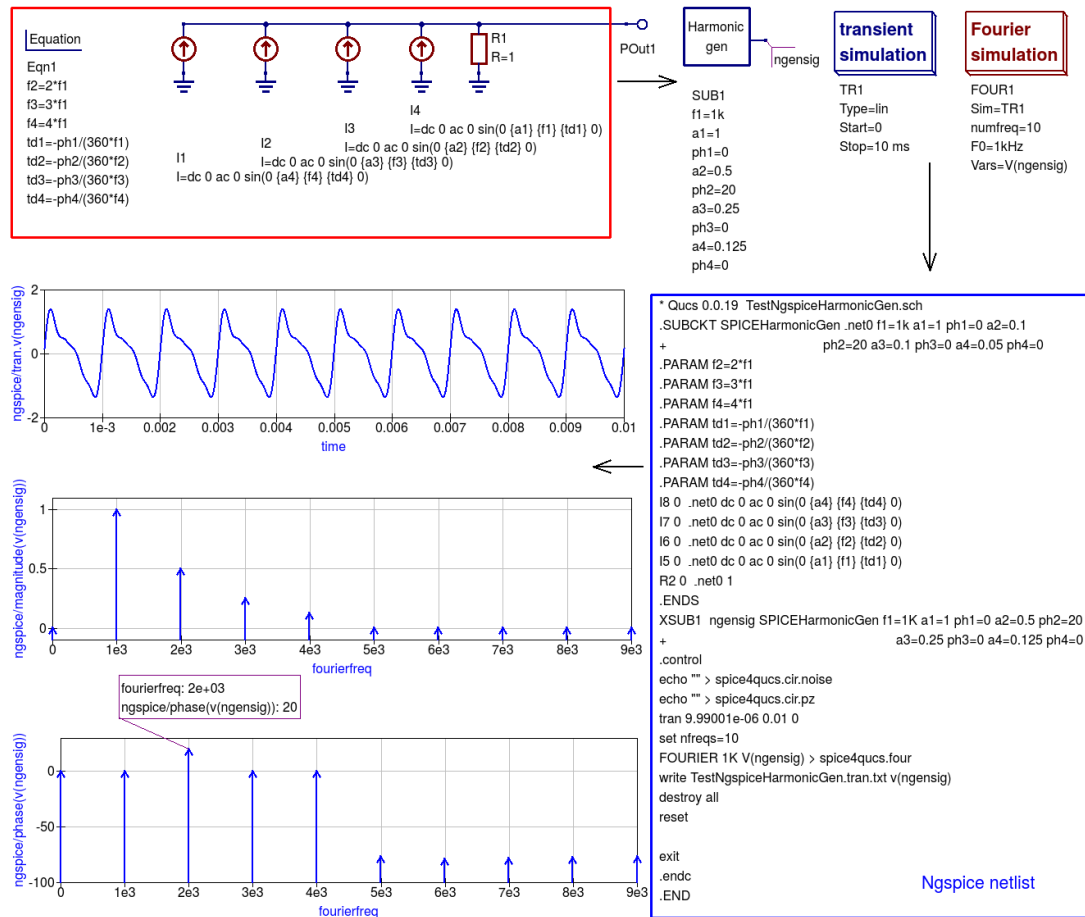 Equation
Eqn1
f2=2*f1
f3=3*f1
f4=4*f1
td1=-ph1/(360*f1)
td2=-ph2/(360*f2)
td3=-ph3/(360*f3)
td4=-ph4/(360*f4)
R1
R=1
I4
I=dc 0 ac 0 sin(0 {a1} {f1} {td1} 0)
I3
I=dc 0 ac 0 sin(0 {a2} {f2} {td2} 0)
I2
I=dc 0 ac 0 sin(0 {a3} {f3} {td3} 0)
I1
I=dc 0 ac 0 sin(0 {a4} {f4} {td4} 0)
POut1
Harmonic
gen
ngensig
SUB1
f1=1k
a1=1
ph1=0
a2=0.5
ph2=20
a3=0.25
ph3=0
a4=0.125
ph4=0
transient
simulation
TR1
Type=lin
Start=0
Stop=10 ms
Fourier
simulation
FOUR1
Sim=TR1
numfreq=10
F0=1kHz
Vars=V(ngensig)
ngspice/tran.v(ngensig)
2
0
-2
0 1e-3 0.002 0.003 0.004 0.005 0.006 0.007 0.008 0.009 0.01
time
ngspice/magnitude(v(ngensig))
1
0.5
0
0 1e3 2e3 3e3 4e3 5e3 6e3 7e3 8e3 9e3
fourierfreq
fourierfreq: 2e+03
ngspice/phase(v(ngensig)): 20
ngspice/phase(v(ngensig))
0
-50
-100
0 1e3 2e3 3e3 4e3 5e3 6e3 7e3 8e3 9e3
fourierfreq
* Qucs 0.0.19 TestNgspiceHarmonicGen.sch
.SUBCKT SPICEHarmonicGen _net0 f1=1k a1=1 ph1=0 a2=0.1
+ ph2=20 a3=0.1 ph3=0 a4=0.05 ph4=0
.PARAM f2=2*f1
.PARAM f3=3*f1
.PARAM f4=4*f1
.PARAM td1=-ph1/(360*f1)
.PARAM td2=-ph2/(360*f2)
.PARAM td3=-ph3/(360*f3)
.PARAM td4=-ph4/(360*f4)
I8 0 _net0 dc 0 ac 0 sin(0 {a4} {f4} {td4} 0)
I7 0 _net0 dc 0 ac 0 sin(0 {a3} {f3} {td3} 0)
I6 0 _net0 dc 0 ac 0 sin(0 {a2} {f2} {td2} 0)
I5 0 _net0 dc 0 ac 0 sin(0 {a1} {f1} {td1} 0)
R2 0 _net0 1
.ENDS
XSUB1 ngensig SPICEHarmonicGen f1=1K a1=1 ph1=0 a2=0.5 ph2=20
+ a3=0.25 ph3=0 a4=0.125 ph4=0
.control
echo "" > spice4qucs.cir.noise
echo "" > spice4qucs.cir.pz
tran 9.99001e-06 0.01 0
set nfreqs=10
FOURIER 1K V(ngensig) > spice4qucs.four
write TestNgspiceHarmonicGen.tran.txt v(ngensig)
destroy all
reset
exit
.endc
.END
Ngspice netlist